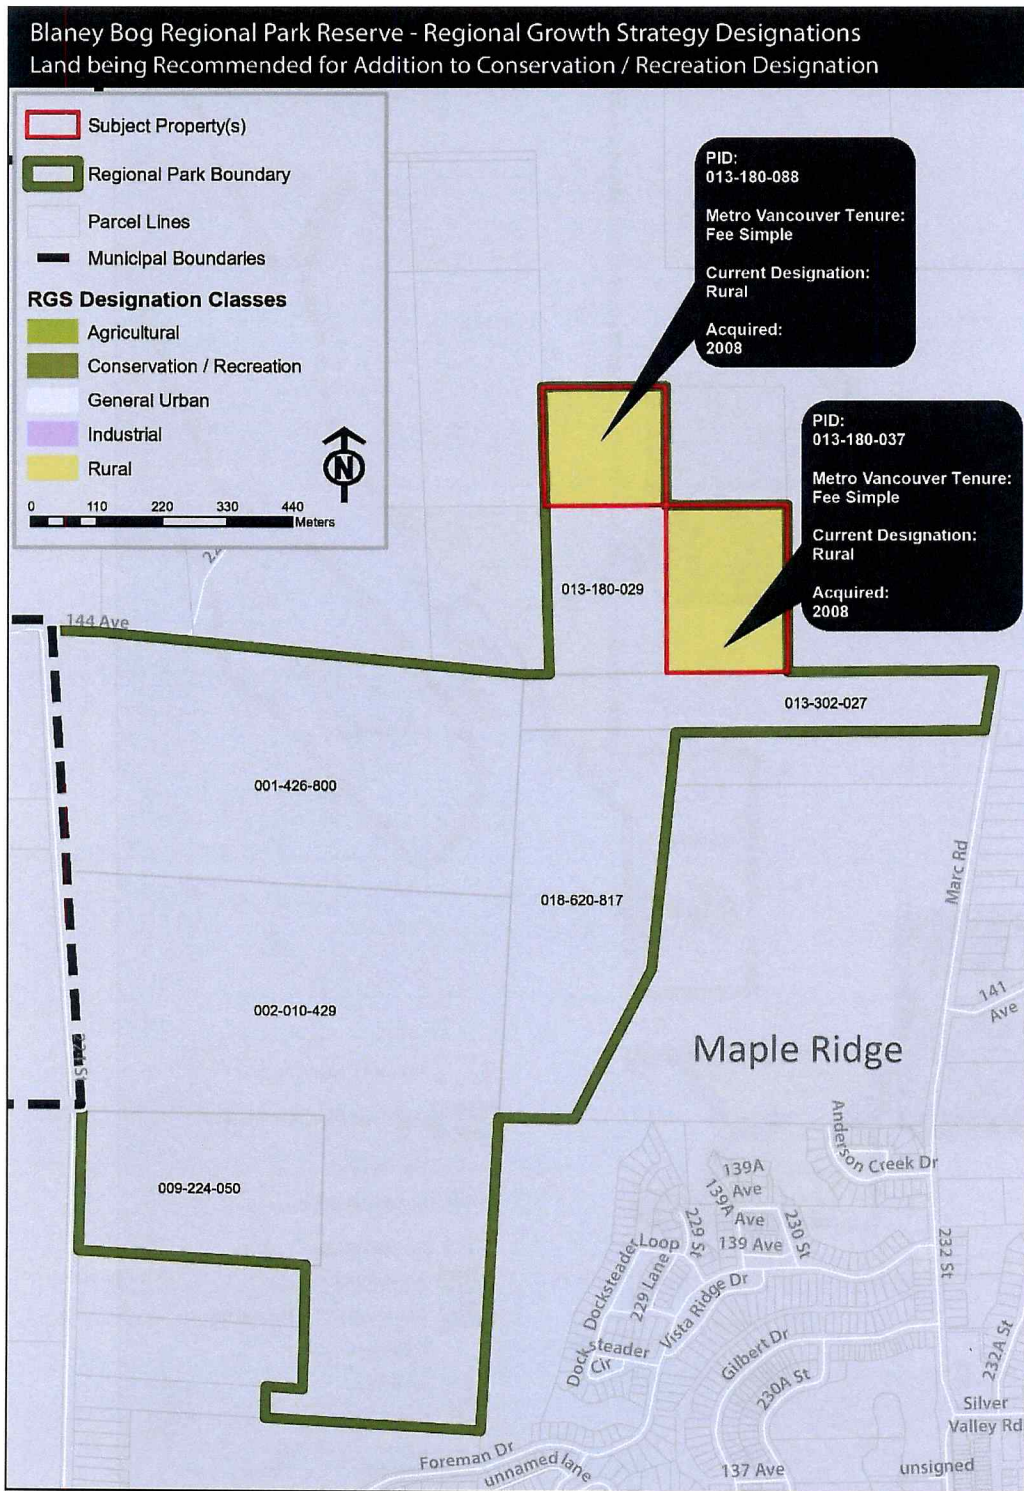 Blaney Bog Regional Park Reserve - Regional Growth Strategy Designations
Land being Recommended for Addition to Conservation / Recreation Designation
Subject Property(s)
Regional Park Boundary
Parcel Lines
Municipal Boundaries
RGS Designation Classes
Agricultural
Conservation / Recreation
General Urban
Industrial
Rural
N
0 110 220 330 440
Meters
PID:
013-180-088
Metro Vancouver Tenure:
Fee Simple
Current Designation:
Rural
Acquired:
2008
PID:
013-180-037
Metro Vancouver Tenure:
Fee Simple
Current Designation:
Rural
Acquired:
2008
013-180-029
144 Ave
013-302-027
001-426-800
018-620-817
Marc Rd
002-010-429
141
Ave
Maple Ridge
009-224-050
Anderson Creek Dr
139A
Ave
139A
Ave
229 St
230 St
139 Ave
Docksteader Loop
229 Lane
Vista Ridge Dr
232 St
Docksteader
Cir
Gilbert Dr
230A St
232A St
Silver
Valley Rd
Foreman Dr
unnamed lane
137 Ave
unsigned